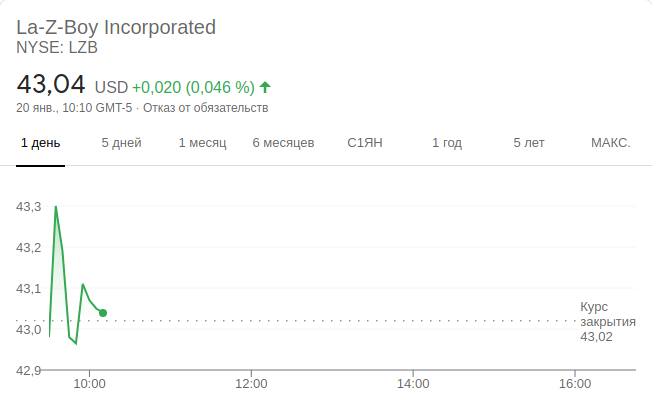 La-Z-Boy Incorporated
NYSE: LZB
43,04 USD +0,020 (0,046 %)
20 янв., 10:10 GMT-5 · Отказ от обязательств
1 день 5 дней 1 месяц 6 месяцев С1ЯН 1 год 5 лет МАКС.
43,3
43,2
43,1
43,0
42,9
Курс
закрытия
43,02
10:00 12:00 14:00 16:00